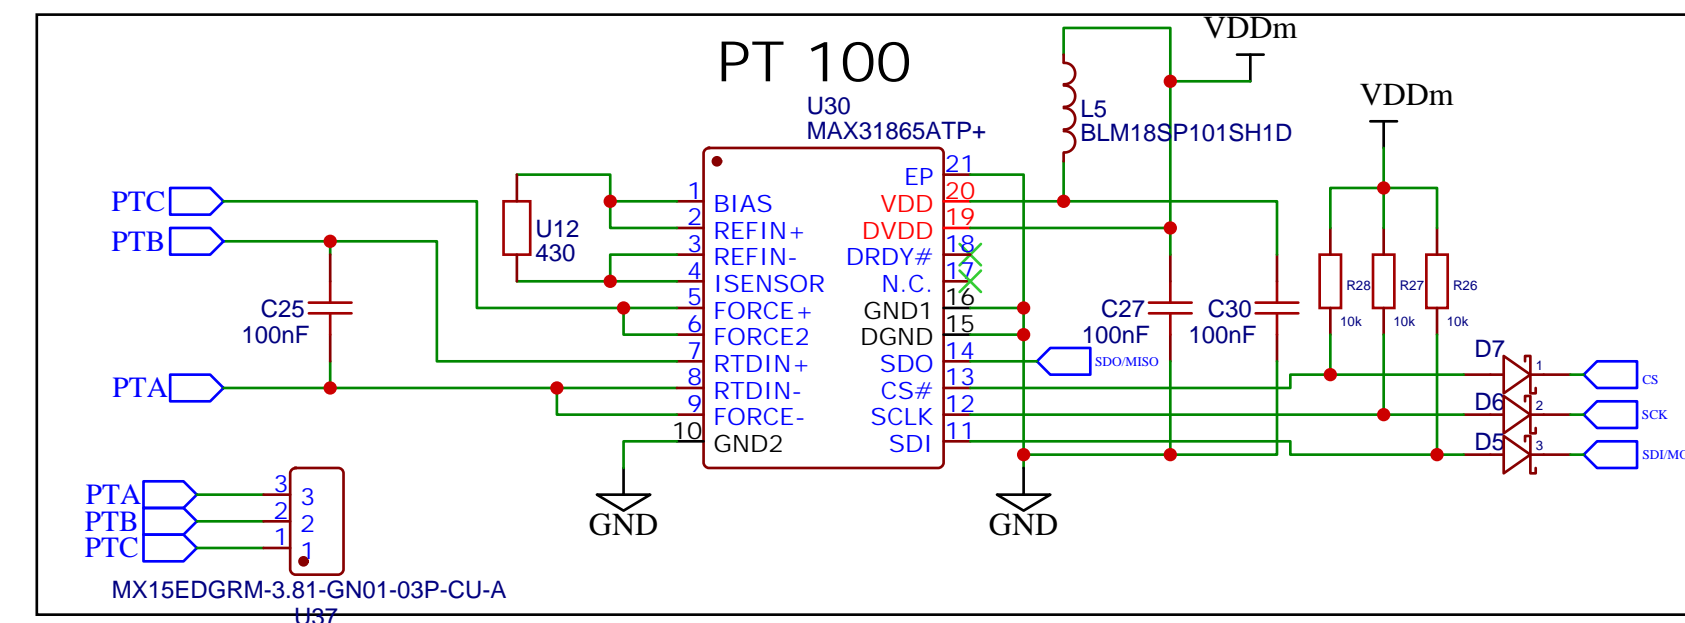 PT 100
U30
MAX31865ATP+
VDDm
VDDm
L5
BLM18SP101SH1D
PTC
PTB
PTA
U12
430
C25
100nF
1 BIAS
2 REFIN+
3 REFIN-
4 ISENSOR
5 FORCE+
6 FORCE2
7 RTDIN+
8 RTDIN-
9 FORCE-
10 GND2
EP 21
VDD 20
DVDD 19
DRDY# 18
N.C. 17
GND1 16
DGND 15
SDO 14
CS# 13
SCLK 12
SDI 11
SDO/MISO
C27
100nF
C30
100nF
R28
10k
R27
10k
R26
10k
D7
1
CS
D6
2
SCK
D5
3
SDI/MO
GND
GND
PTA 3 3
PTB 2 2
PTC 1 1
MX15EDGRM-3.81-GN01-03P-CU-A
U37